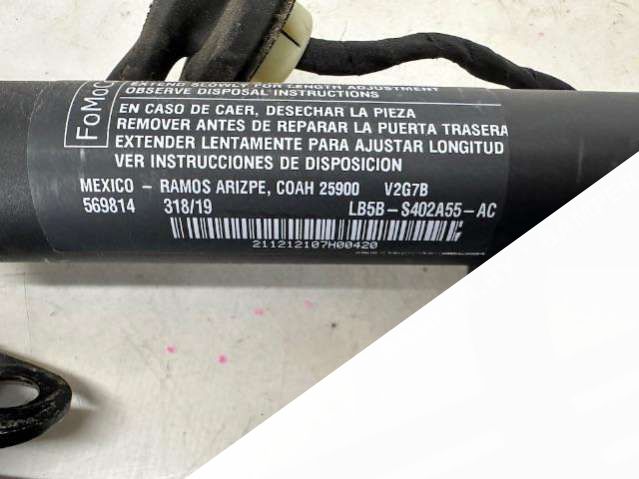 FoMoC
EXTEND SLOWLY FOR LENGTH ADJUSTMENT
OBSERVE DISPOSAL INSTRUCTIONS
EN CASO DE CAER, DESECHAR LA PIEZA
REMOVER ANTES DE REPARAR LA PUERTA TRASERA
EXTENDER LENTAMENTE PARA AJUSTAR LONGITUD
VER INSTRUCCIONES DE DISPOSICION
MEXICO - RAMOS ARIZPE, COAH 25900 V2G7B
569814 318/19 LB5B-S402A55-AC
211212107H00420